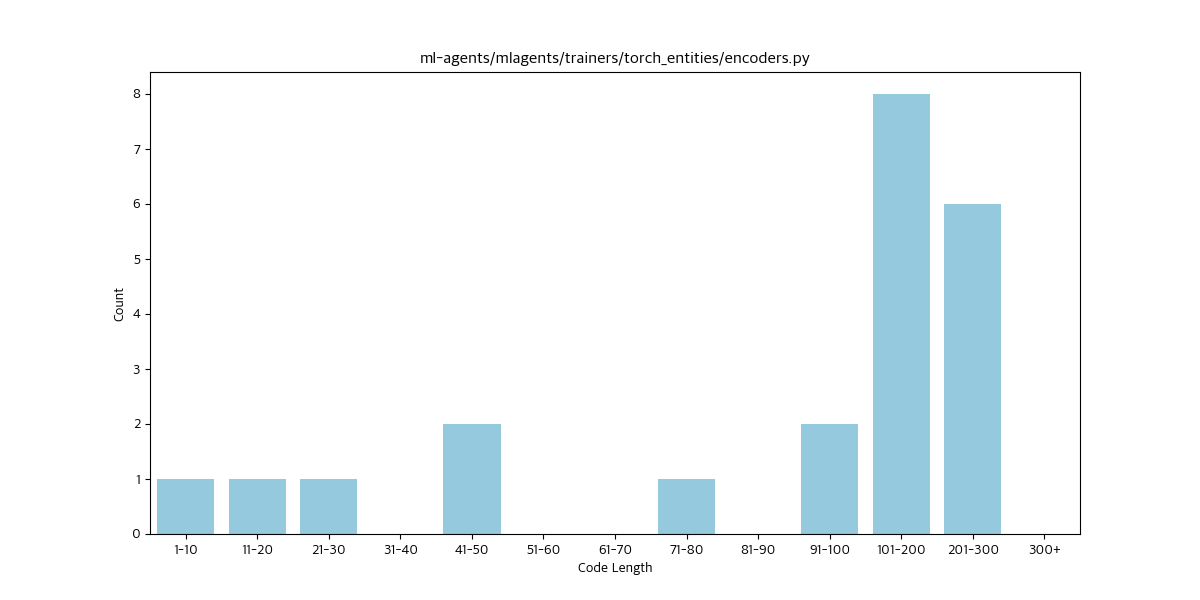 ml-agents/mlagents/trainers/torch_entities/encoders.py
8
7
6
5
4
3
2
1
0
Count
1-10 11-20 21-30 31-40 41-50 51-60 61-70 71-80 81-90 91-100 101-200 201-300 300+
Code Length